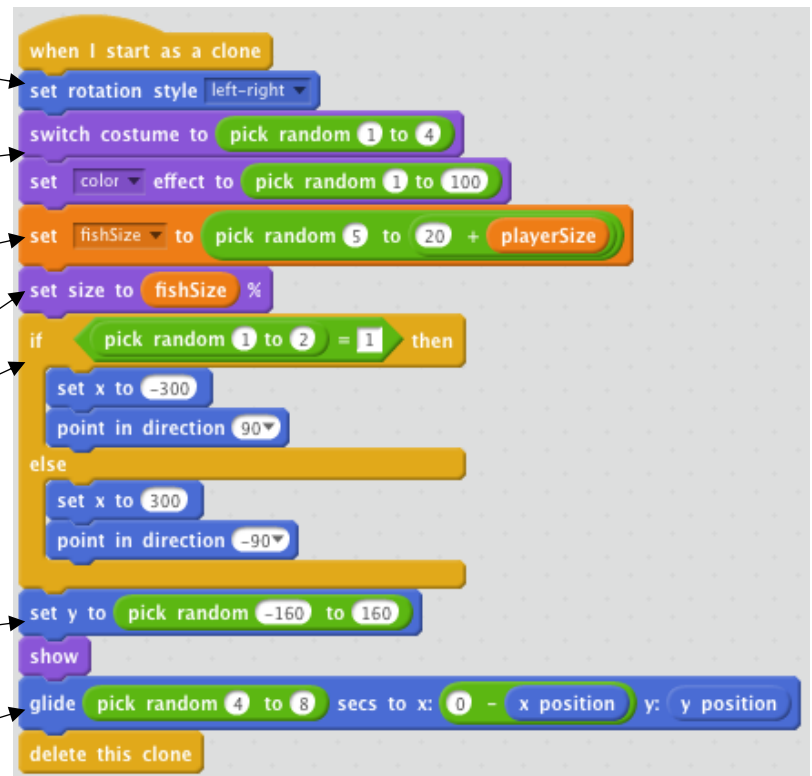 when I start as a clone
set rotation style left-right
switch costume to pick random 1 to 4
set color effect to pick random 1 to 100
set fishSize to pick random 5 to 20 + playerSize
set size to fishSize %
if pick random 1 to 2 = 1 then
set x to -300
point in direction 90
else
set x to 300
point in direction -90
set y to pick random -160 to 160
show
glide pick random 4 to 8 secs to x: 0 - x position y: y position
delete this clone